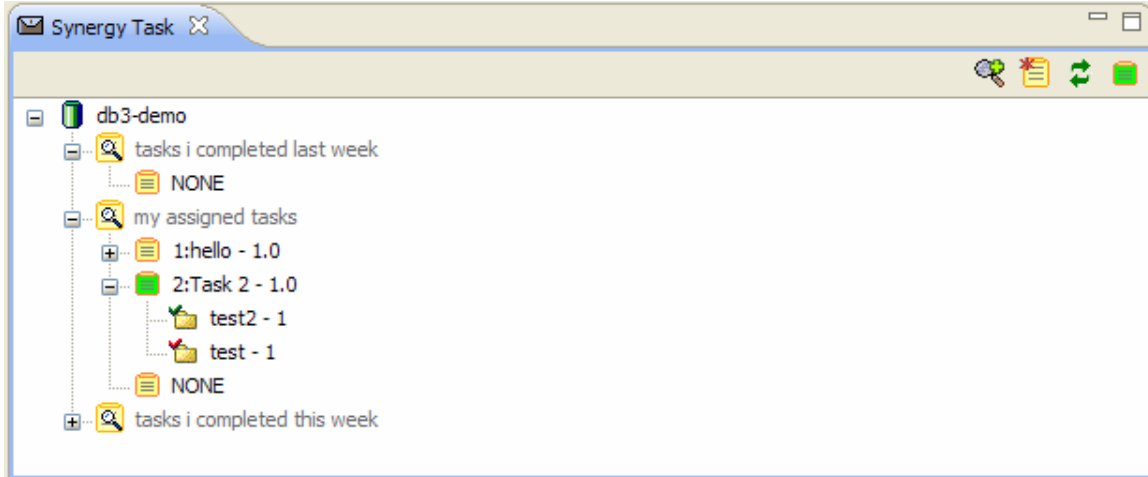 Synergy Task
db3-demo
tasks i completed last week
NONE
my assigned tasks
1:hello - 1.0
2:Task 2 - 1.0
test2 - 1
test - 1
NONE
tasks i completed this week